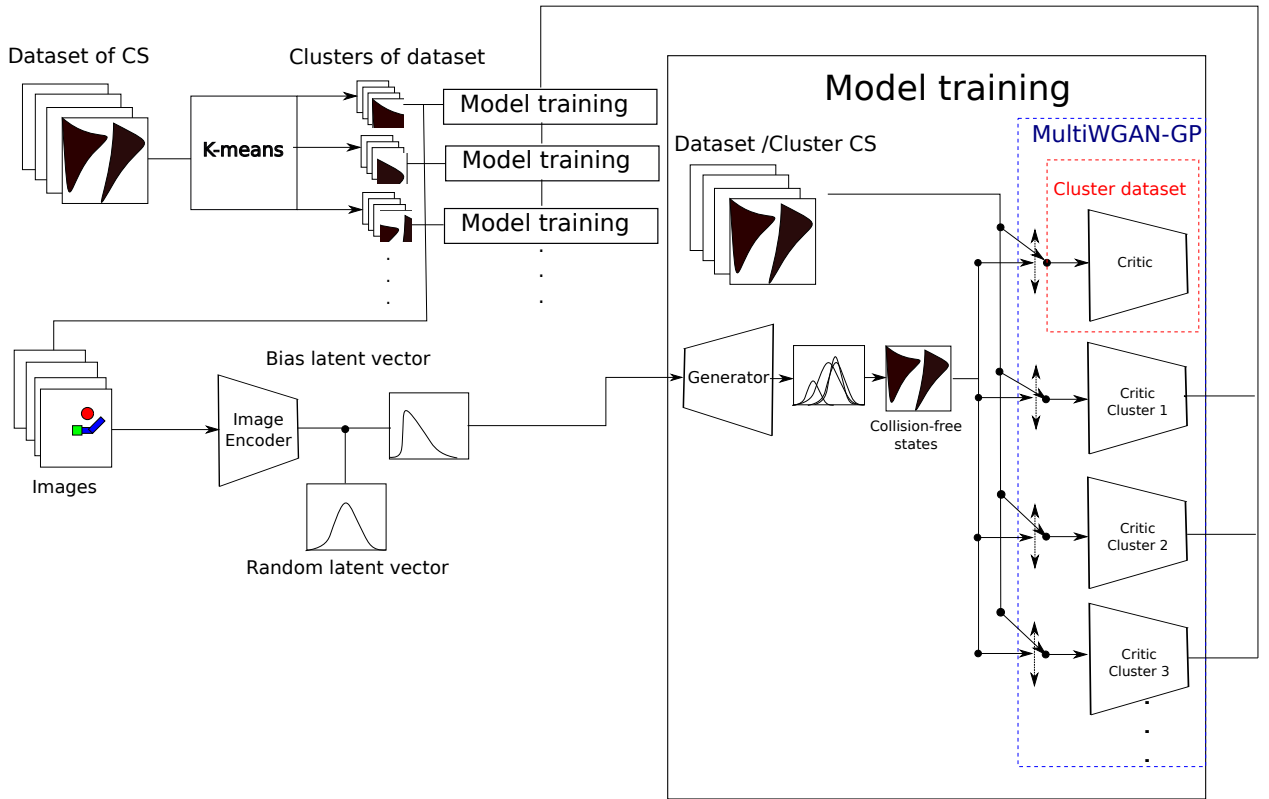 Dataset of CS
K-means
Clusters of dataset
Model training
Model training
Model training
Images
Image
Encoder
Bias latent vector
Random latent vector
Model training
Dataset /Cluster CS
Generator
Collision-free
states
MultiWGAN-GP
Cluster dataset
Critic
Critic
Cluster 1
Critic
Cluster 2
Critic
Cluster 3